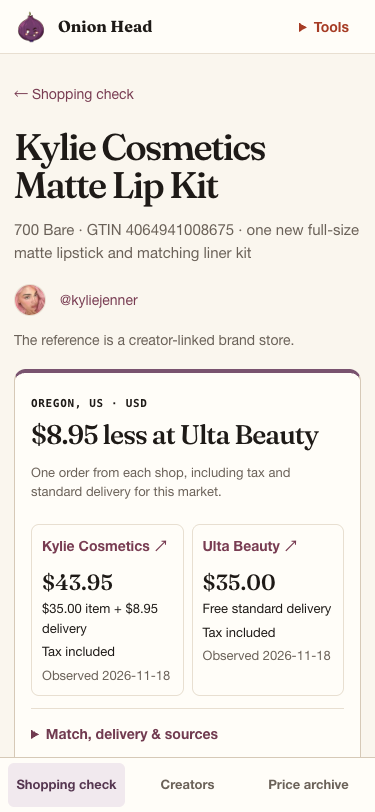 Onion Head
▶ Tools
← Shopping check
Kylie Cosmetics
Matte Lip Kit
700 Bare · GTIN 4064941008675 · one new full-size
matte lipstick and matching liner kit
@kyliejenner
The reference is a creator-linked brand store.
OREGON, US · USD
$8.95 less at Ulta Beauty
One order from each shop, including tax and
standard delivery for this market.
Kylie Cosmetics ↗
$43.95
$35.00 item + $8.95
delivery
Tax included
Observed 2026-11-18
Ulta Beauty ↗
$35.00
Free standard delivery
Tax included
Observed 2026-11-18
▶ Match, delivery & sources
Shopping check
Creators
Price archive